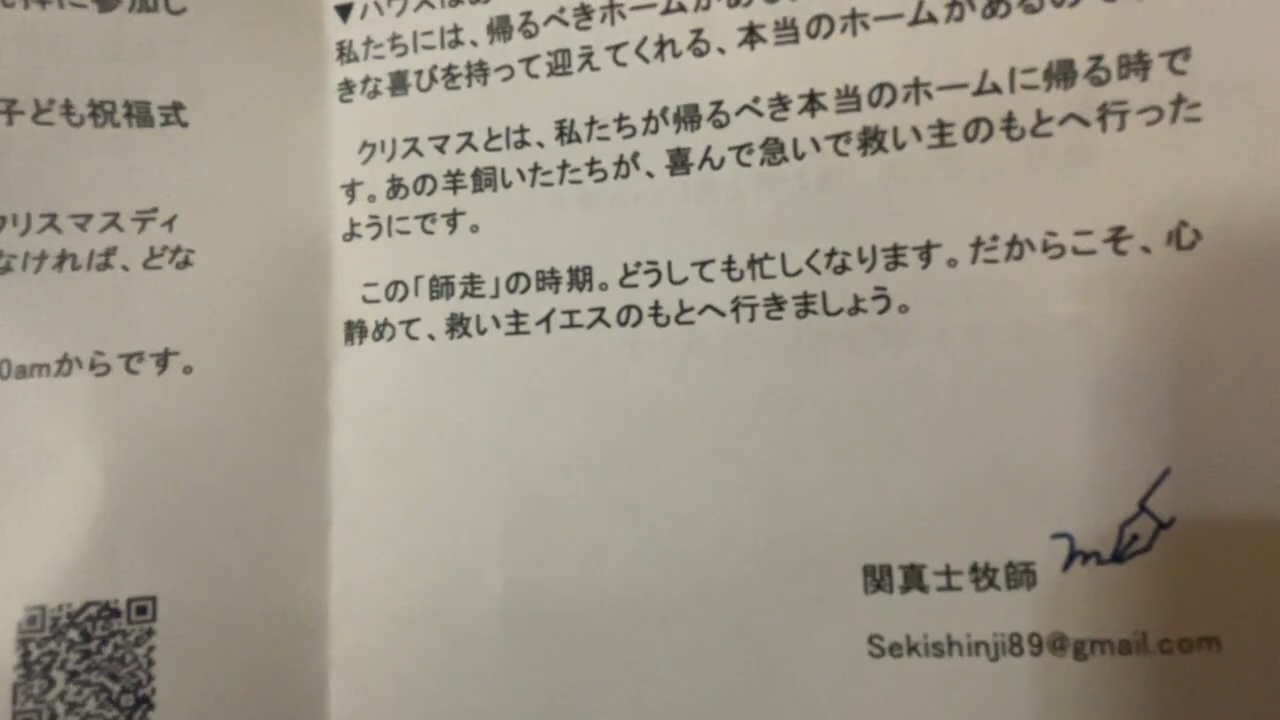 子ども祝福式
クリスマスディ
なければ、どな
0amからです。
私たちには、帰るべきホームが
きな喜びを持って迎えてくれる、本当のホームがあるので
クリスマスとは、私たちが帰るべき本当のホームに帰る時で
す。あの羊飼いたたちが、喜んで急いで救い主のもとへ行った
ようにです。
この「師走」の時期。どうしても忙しくなります。だからこそ、心
静めて、救い主イエスのもとへ行きましょう。
関真士牧師
Sekishinji89@gmail.com